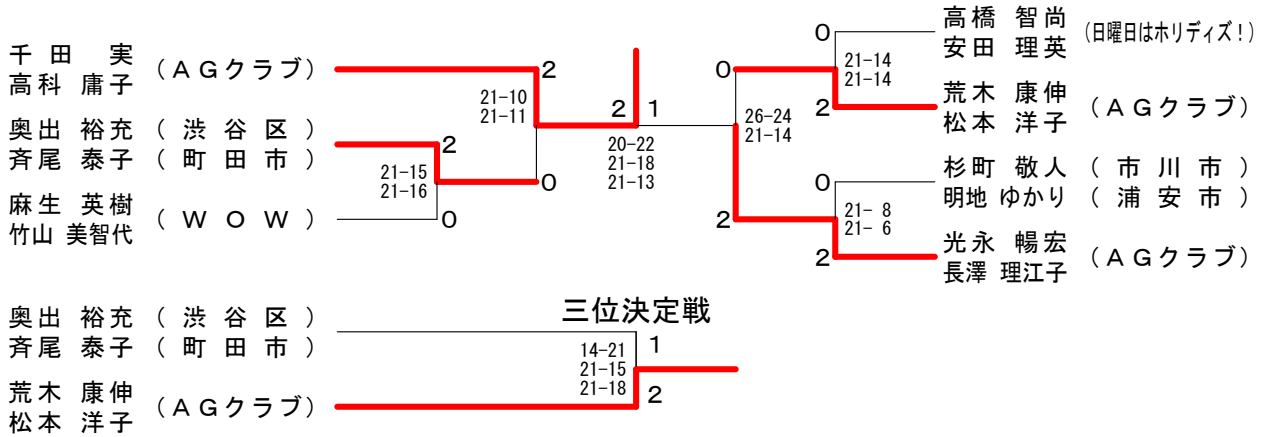 千田 実
高科 庸子
(AGクラブ)
奥出 裕充 (渋谷区)
斉尾 泰子 (町田市)
麻生 英樹
竹山 美智代
(WOW)
2
21-10
21-11
0
2
21-15
21-16
0
2 1
20-22
21-18
21-13
0
26-24
21-14
2
0
21-14
21-14
2
0
21- 8
21- 6
2
高橋 智尚
安田 理英
(日曜日はホリディズ!)
荒木 康伸
松本 洋子
(AGクラブ)
杉町 敬人 (市川市)
明地 ゆかり (浦安市)
光永 暢宏
長澤 理江子
(AGクラブ)
三位決定戦
奥出 裕充 (渋谷区)
斉尾 泰子 (町田市)
荒木 康伸
松本 洋子
(AGクラブ)
1
14-21
21-15
21-18
2